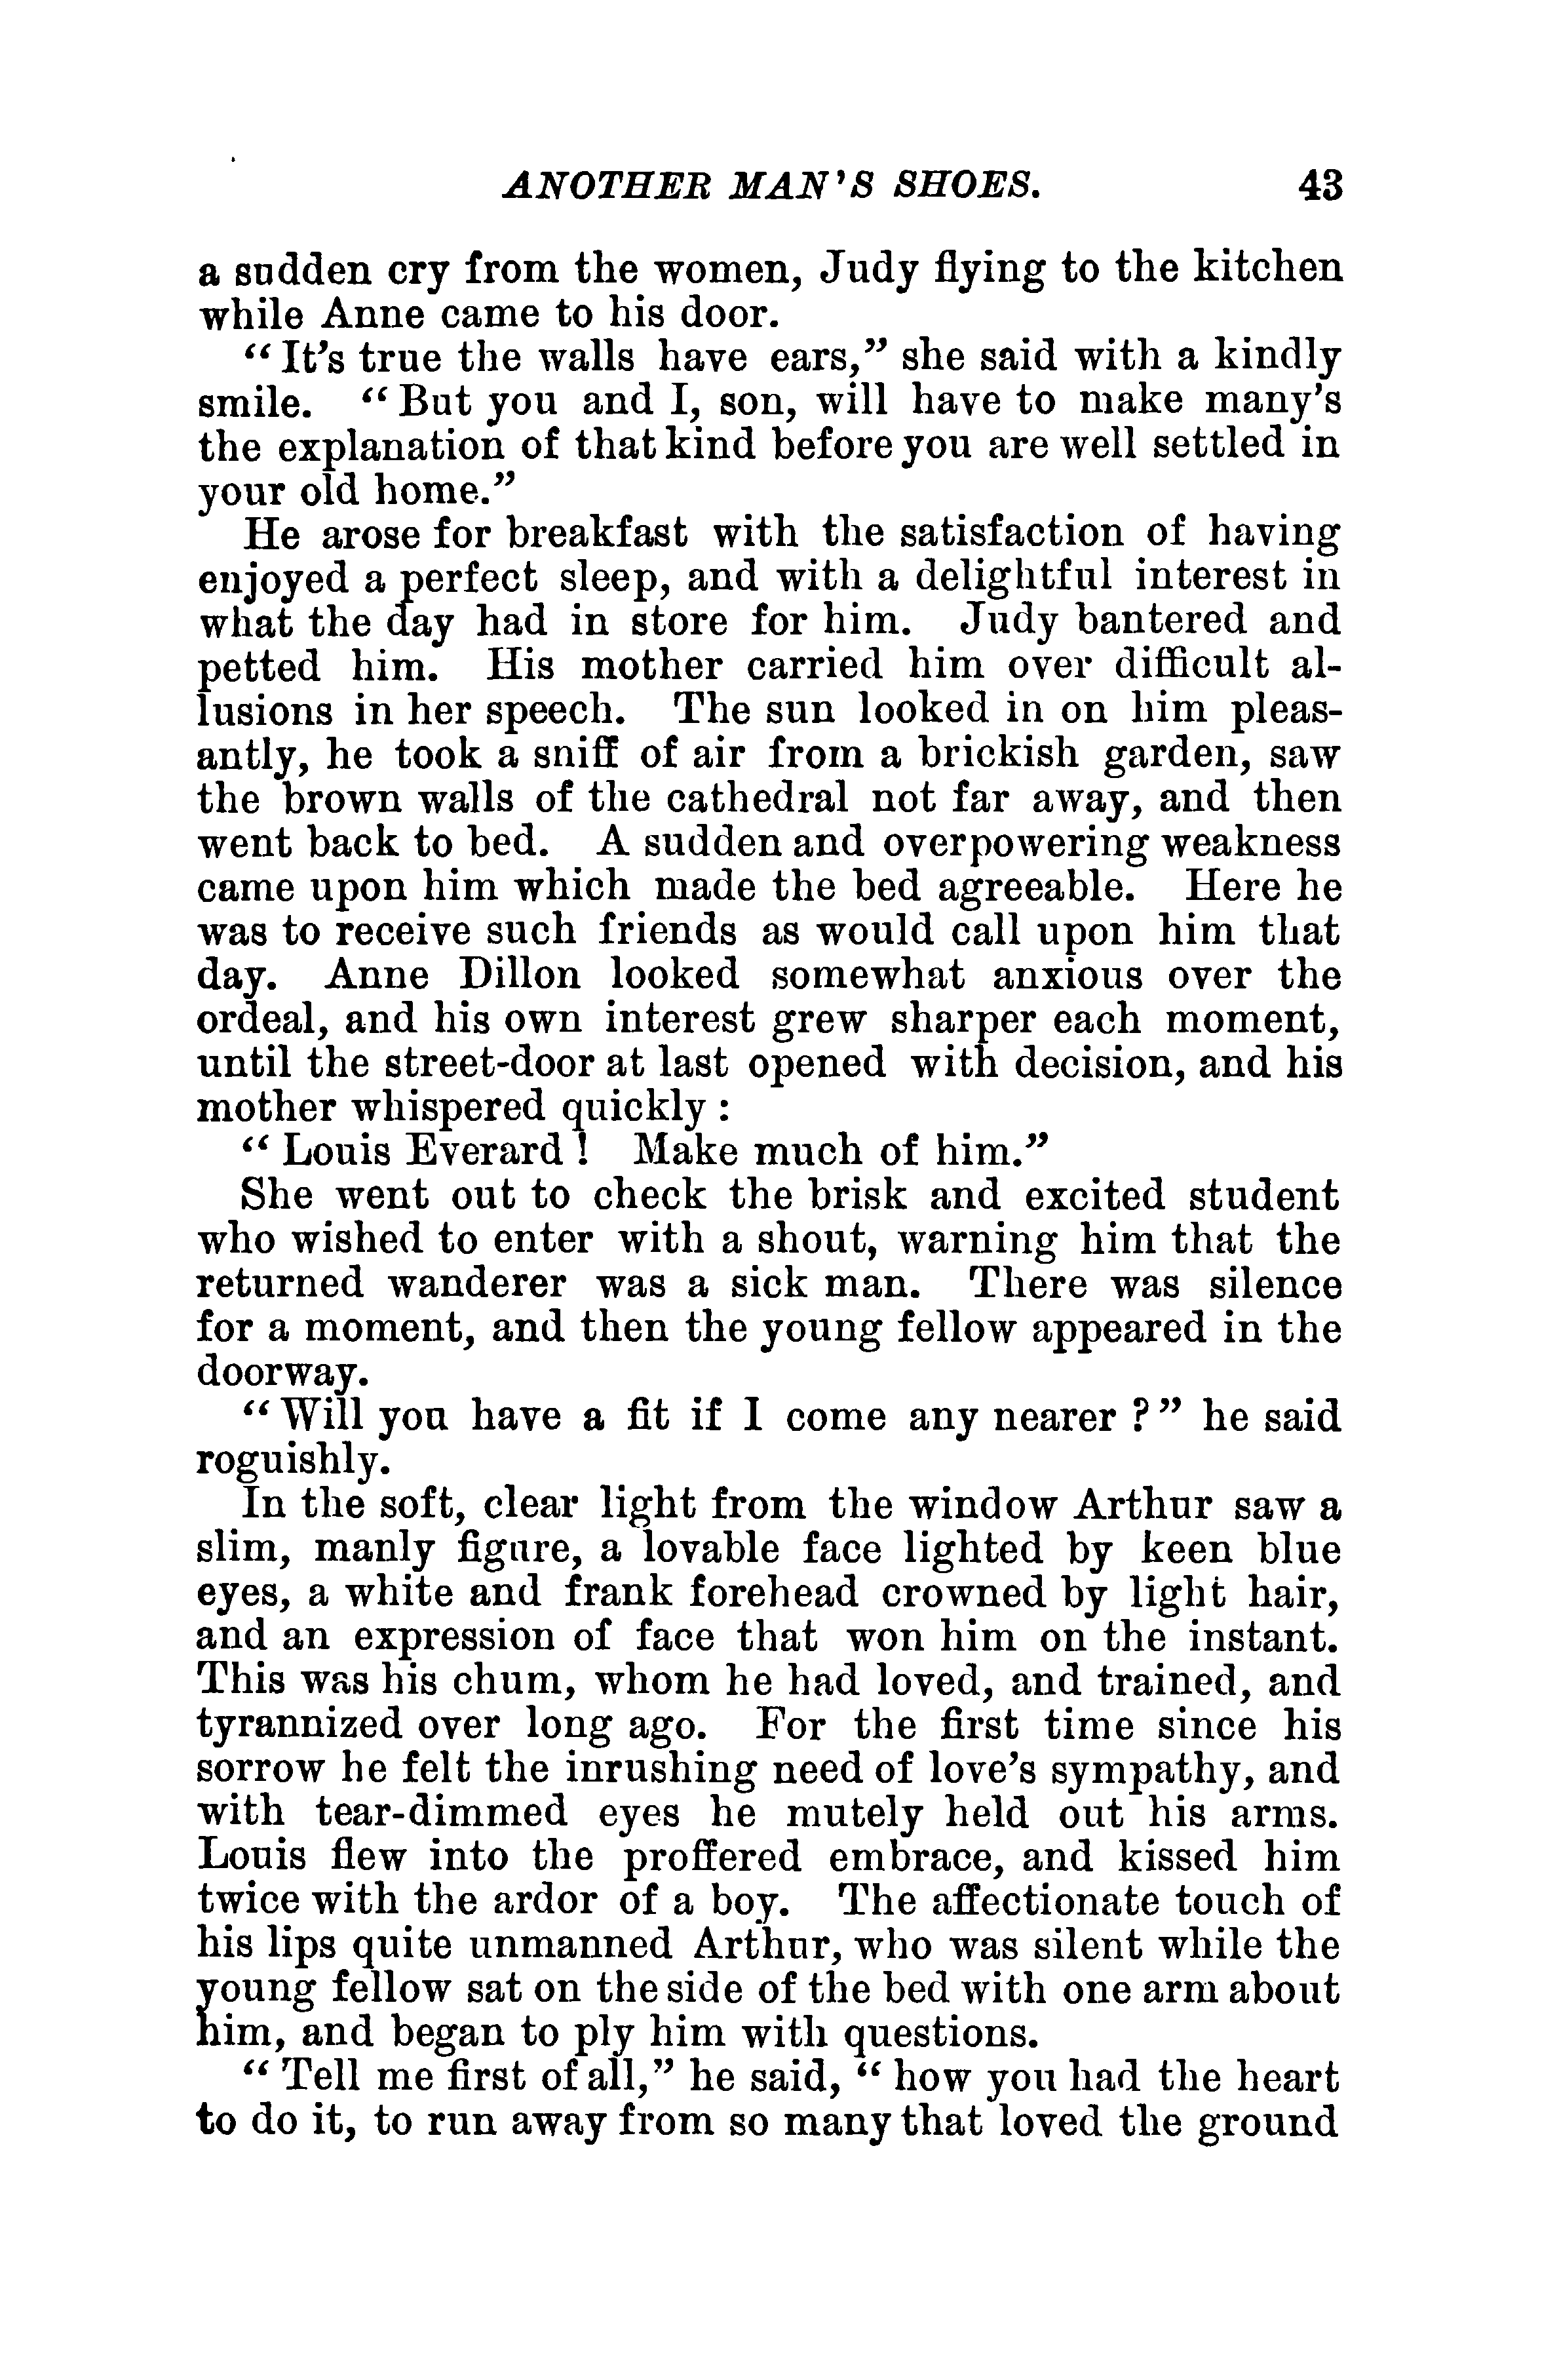 ANOTHER MAN'S SHOES. 43
a sudden cry from the women, Judy flying to the kitchen
while Anne came to his door.
“It's true the walls have ears,” she said with a kindly
smile. “But you and I, son, will have to make many's
the explanation of that kind before you are well settled in
your old home.”
He arose for breakfast with the satisfaction of having
enjoyed a perfect sleep, and with a delightful interest in
what the day had in store for him. Judy bantered and
petted him. His mother carried him over difficult al-
lusions in her speech. The sun looked in on him pleas-
antly, he took a sniff of air from a brickish garden, saw
the brown walls of the cathedral not far away, and then
went back to bed. A sudden and overpowering weakness
came upon him which made the bed agreeable. Here he
was to receive such friends as would call upon him that
day. Anne Dillon looked somewhat anxious over the
ordeal, and his own interest grew sharper each moment,
until the street-door at last opened with decision, and his
mother whispered quickly :
“Louis Everard ! Make much of him.”
She went out to check the brisk and excited student
who wished to enter with a shout, warning him that the
returned wanderer was a sick man. There was silence
for a moment, and then the young fellow appeared in the
doorway.
“Will you have a fit if I come any nearer ?” he said
roguishly.
In the soft, clear light from the window Arthur saw a
slim, manly figure, a lovable face lighted by keen blue
eyes, a white and frank forehead crowned by light hair,
and an expression of face that won him on the instant.
This was his chum, whom he had loved, and trained, and
tyrannized over long ago. For the first time since his
sorrow he felt the inrushing need of love's sympathy, and
with tear-dimmed eyes he mutely held out his arms.
Louis flew into the proffered embrace, and kissed him
twice with the ardor of a boy. The affectionate touch of
his lips quite unmanned Arthur, who was silent while the
young fellow sat on the side of the bed with one arm about
him, and began to ply him with questions.
“Tell me first of all,” he said, “how you had the heart
to do it, to run away from so many that loved the ground